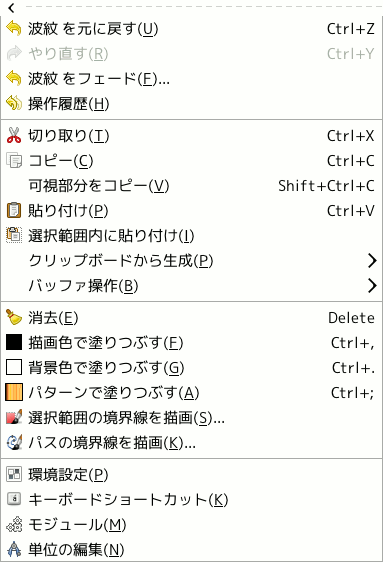 波紋 を元に戻す(U) Ctrl+Z
やり直す(R) Ctrl+Y
波紋 をフェード(F)...
操作履歴(H)
切り取り(T) Ctrl+X
コピー(C) Ctrl+C
可視部分をコピー(V) Shift+Ctrl+C
貼り付け(P) Ctrl+V
選択範囲内に貼り付け(I)
クリップボードから生成(P)
バッファ操作(B)
消去(E) Delete
描画色で塗りつぶす(F) Ctrl+,
背景色で塗りつぶす(G) Ctrl+.
パターンで塗りつぶす(A) Ctrl+;
選択範囲の境界線を描画(S)...
パスの境界線を描画(K)...
環境設定(P)
キーボードショートカット(K)
モジュール(M)
単位の編集(N)